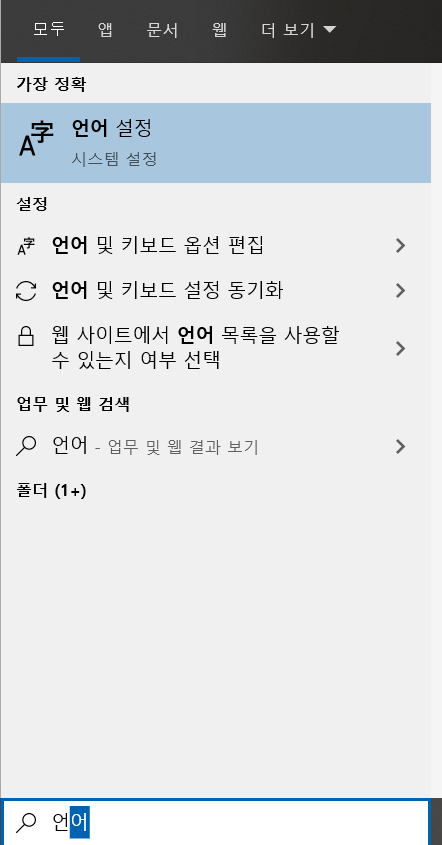 모두 앱 문서 웹 더 보기
가장 정확
언어 설정
시스템 설정
설정
언어 및 키보드 옵션 편집
언어 및 키보드 설정 동기화
웹 사이트에서 언어 목록을 사용할
수 있는지 여부 선택
업무 및 웹 검색
언어 - 업무 및 웹 결과 보기
폴더 (1+)
언어